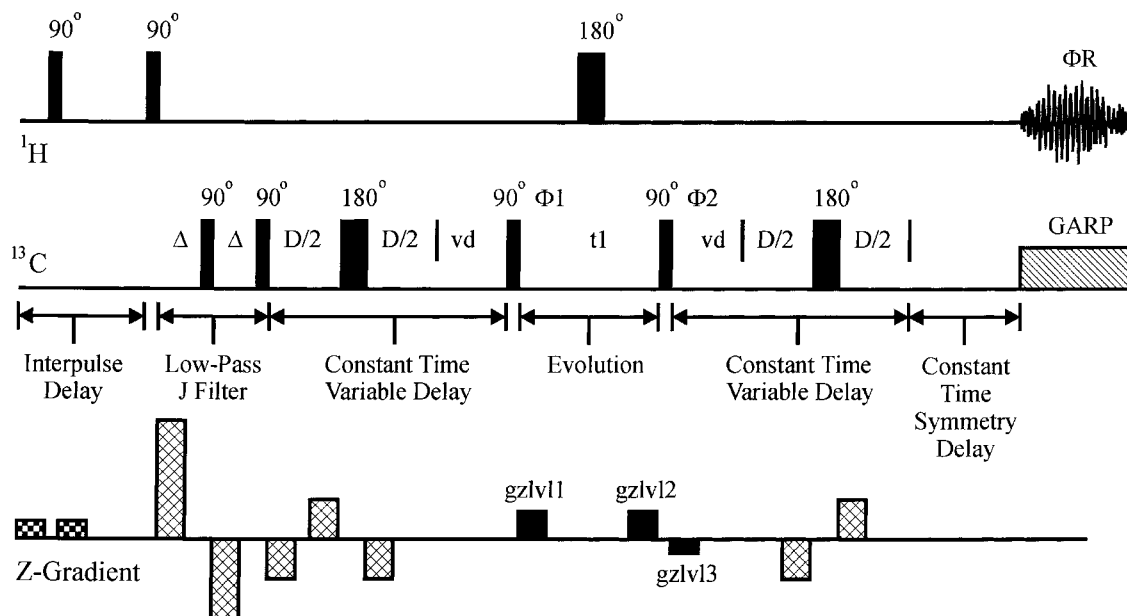 90° 90° 180° ΦR
¹H
90° 90° 180° 90° Φ1 90° Φ2 180°
Δ Δ D/2 D/2 vd t1 vd D/2 D/2 GARP
¹³C
Interpulse Delay
Low-Pass J Filter
Constant Time Variable Delay
Evolution
Constant Time Variable Delay
Constant Time Symmetry Delay
gzlvl1 gzlvl2
gzlvl3
Z-Gradient